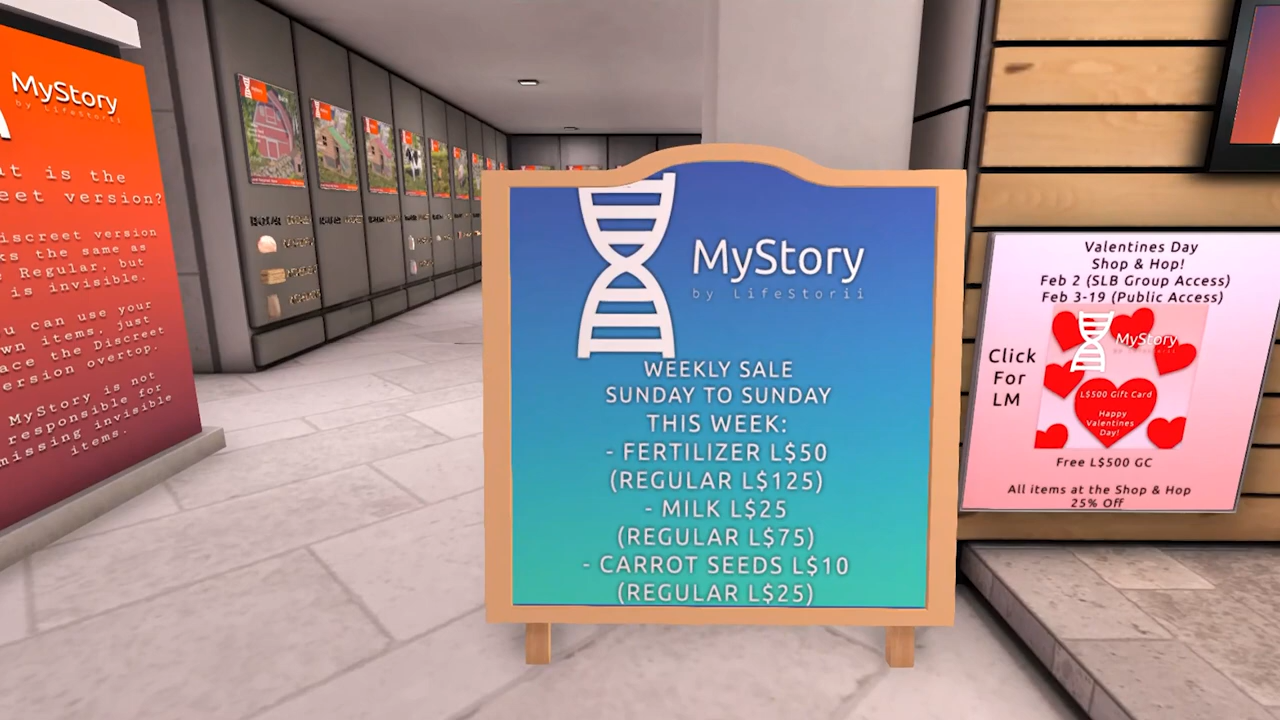 MyStory
by LifeStorii
at is the
eet version?
iscreet version
ks the same as
Regular, but
is invisible.
u can use your
wn items, just
ace the Discreet
ersion overtop.
MyStory is not
responsible for
missing invisible
items.
MyStory
by LifeStorii
WEEKLY SALE
SUNDAY TO SUNDAY
THIS WEEK:
- FERTILIZER L$50
(REGULAR L$125)
- MILK L$25
(REGULAR L$75)
- CARROT SEEDS L$10
(REGULAR L$25)
Valentines Day
Shop & Hop!
Feb 2 (SLB Group Access)
Feb 3-19 (Public Access)
Click
For
LM
MyStory
L$500 Gift Card
Happy
Valentines
Day!
Free L$500 GC
All items at the Shop & Hop
25% Off